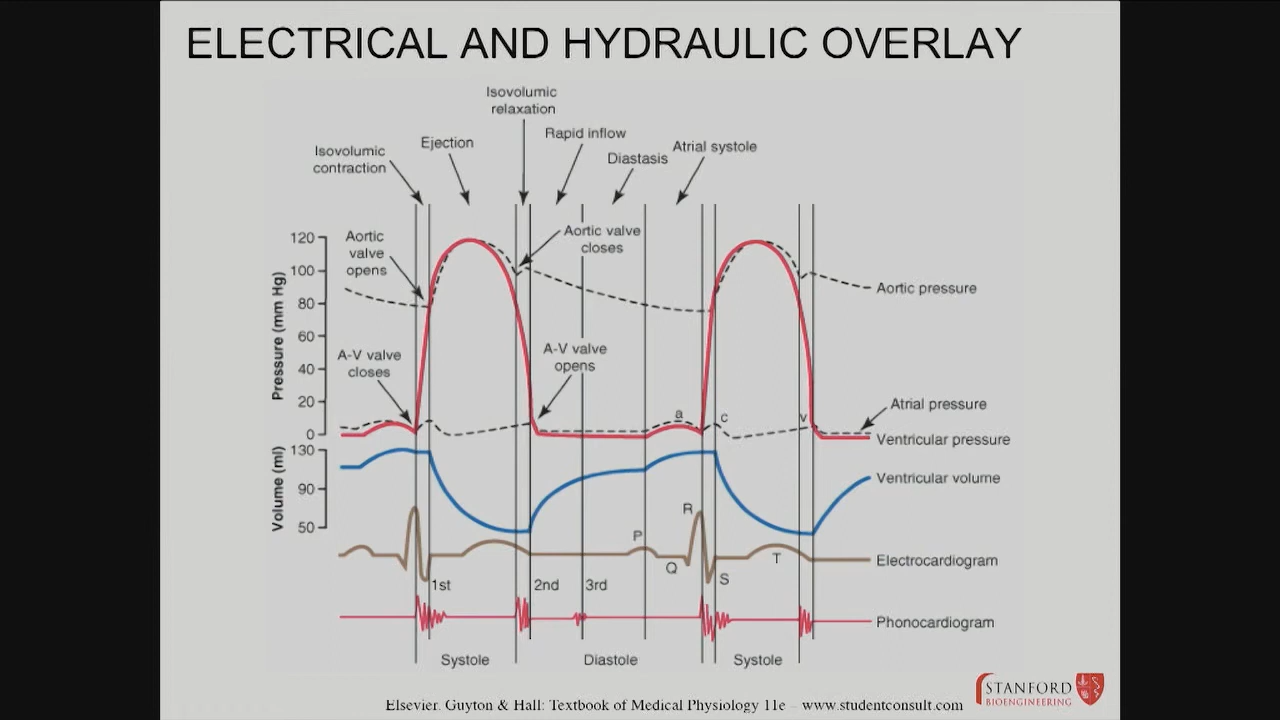 ELECTRICAL AND HYDRAULIC OVERLAY
Isovolumic
relaxation
Isovolumic
contraction
Ejection
Rapid inflow
Diastasis
Atrial systole
Aortic
valve
opens
Aortic valve
closes
A-V valve
closes
A-V valve
opens
Pressure (mm Hg)
120
100
80
60
40
20
0
Aortic pressure
a
c
v
Atrial pressure
Ventricular pressure
Volume (ml)
130
90
50
Ventricular volume
P
Q
R
S
T
Electrocardiogram
1st
2nd
3rd
Phonocardiogram
Systole
Diastole
Systole
STANFORD
BIOENGINEERING
Elsevier. Guyton & Hall: Textbook of Medical Physiology 11e – www.studentconsult.com